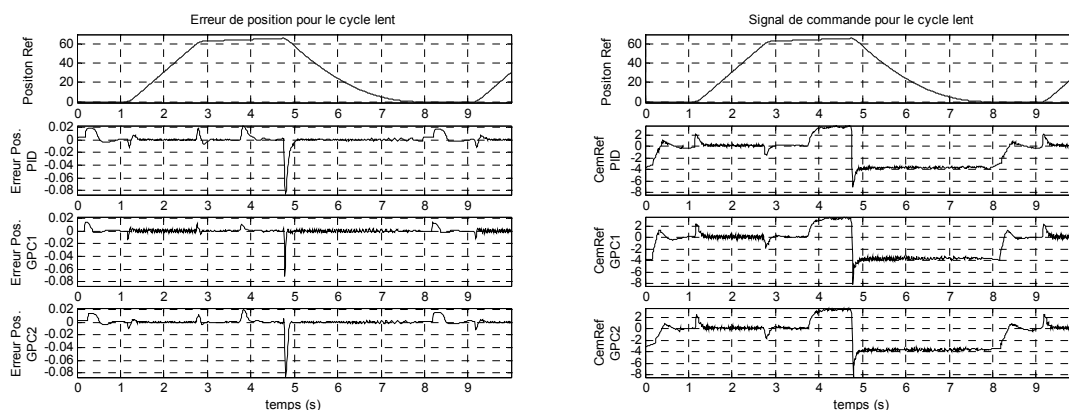 Erreur de position pour le cycle lent
Positon Ref
60
40
20
0
0 1 2 3 4 5 6 7 8 9
Erreur Pos.
PID
0.02
0
-0.02
-0.04
-0.06
-0.08
0 1 2 3 4 5 6 7 8 9
Erreur Pos.
GPC1
0.02
0
-0.02
-0.04
-0.06
-0.08
0 1 2 3 4 5 6 7 8 9
Erreur Pos.
GPC2
0.02
0
-0.02
-0.04
-0.06
-0.08
0 1 2 3 4 5 6 7 8 9
temps (s)
Signal de commande pour le cycle lent
Positon Ref
60
40
20
0
0 1 2 3 4 5 6 7 8 9
CemRef
PID
2
0
-2
-4
-6
-8
0 1 2 3 4 5 6 7 8 9
CemRef
GPC1
2
0
-2
-4
-6
-8
0 1 2 3 4 5 6 7 8 9
CemRef
GPC2
2
0
-2
-4
-6
-8
0 1 2 3 4 5 6 7 8 9
temps (s)